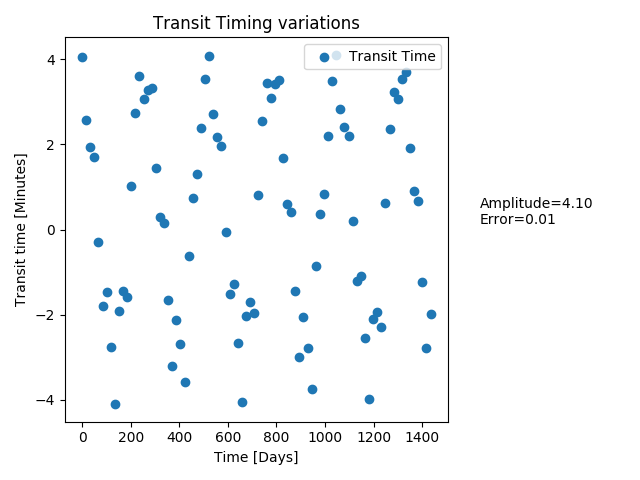 Transit Timing variations
Transit Time
Transit time [Minutes]
4
2
0
−2
−4
0 200 400 600 800 1000 1200 1400
Time [Days]
Amplitude=4.10
Error=0.01